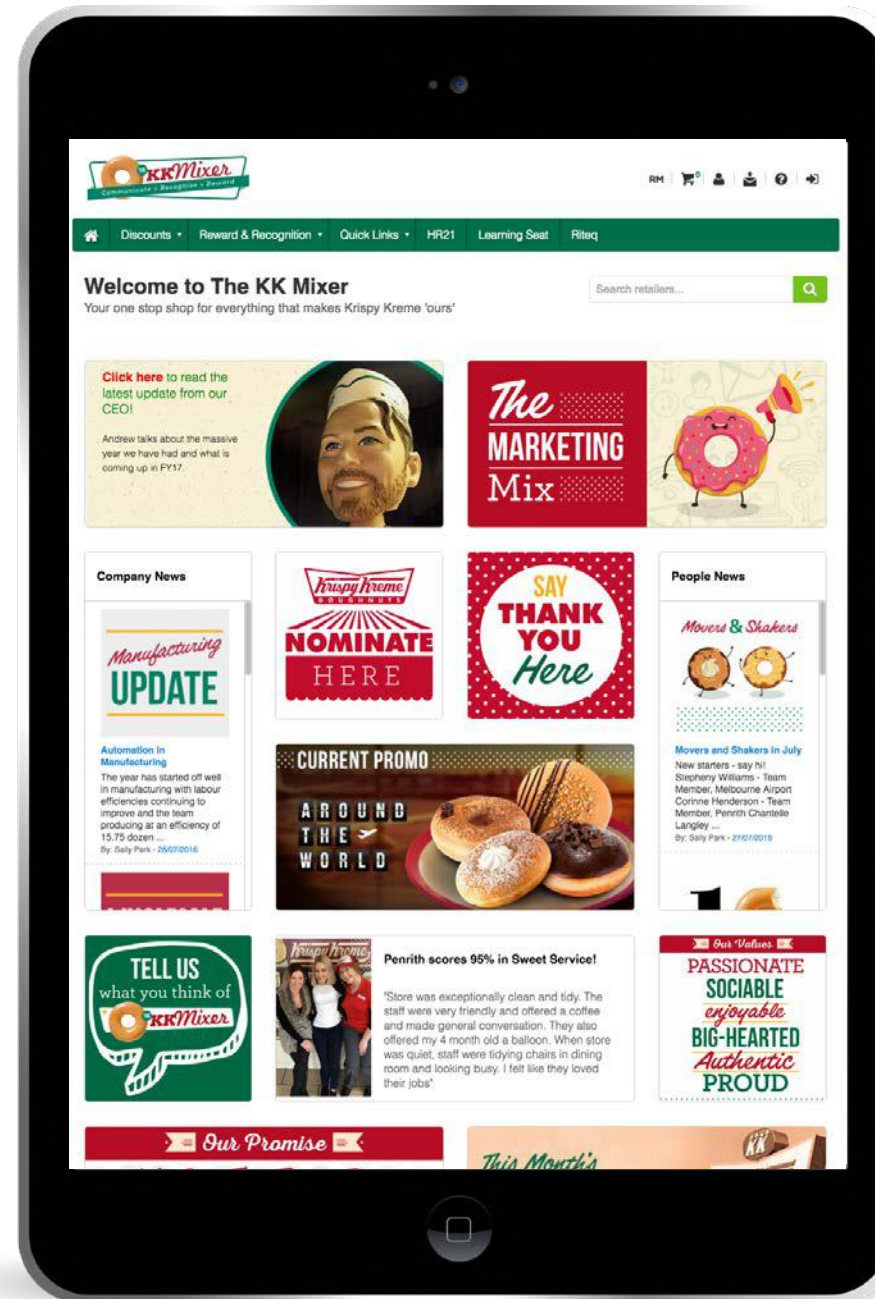 The KKMixer
Communicate • Recognise • Reward
RM 0
Discounts Reward & Recognition Quick Links HR21 Learning Seat Riteq
Welcome to The KK Mixer
Your one stop shop for everything that makes Krispy Kreme 'ours'
Search retailers...
Click here to read the
latest update from our
CEO!
Andrew talks about the massive
year we have had and what is
coming up in FY17.
The
MARKETING
Mix
Company News
Manufacturing
UPDATE
Automation in
Manufacturing
The year has started off well
in manufacturing with labour
efficiencies continuing to
improve and the team
producing at an efficiency of
15.75 dozen ...
By: Sally Park - 26/07/2016
Krispy Kreme
DOUGHNUTS
NOMINATE
HERE
SAY
THANK
YOU
Here
People News
Movers & Shakers
Movers and Shakers in July
New starters - say hi!
Stepheny Williams - Team
Member, Melbourne Airport
Corinne Henderson - Team
Member, Penrith Chantelle
Langley ...
By: Sally Park - 27/07/2016
CURRENT PROMO
AROUND
THE
WORLD
TELL US
what you think of
KKMixer
Krispy Kreme
Penrith scores 95% in Sweet Service!
"Store was exceptionally clean and tidy. The
staff were very friendly and offered a coffee
and made general conversation. They also
offered my 4 month old a balloon. When store
was quiet, staff were tidying chairs in dining
room and looking busy. I felt like they loved
their jobs"
Our Values
PASSIONATE
SOCIABLE
enjoyable
BIG-HEARTED
Authentic
PROUD
Our Promise
This Month's
KK